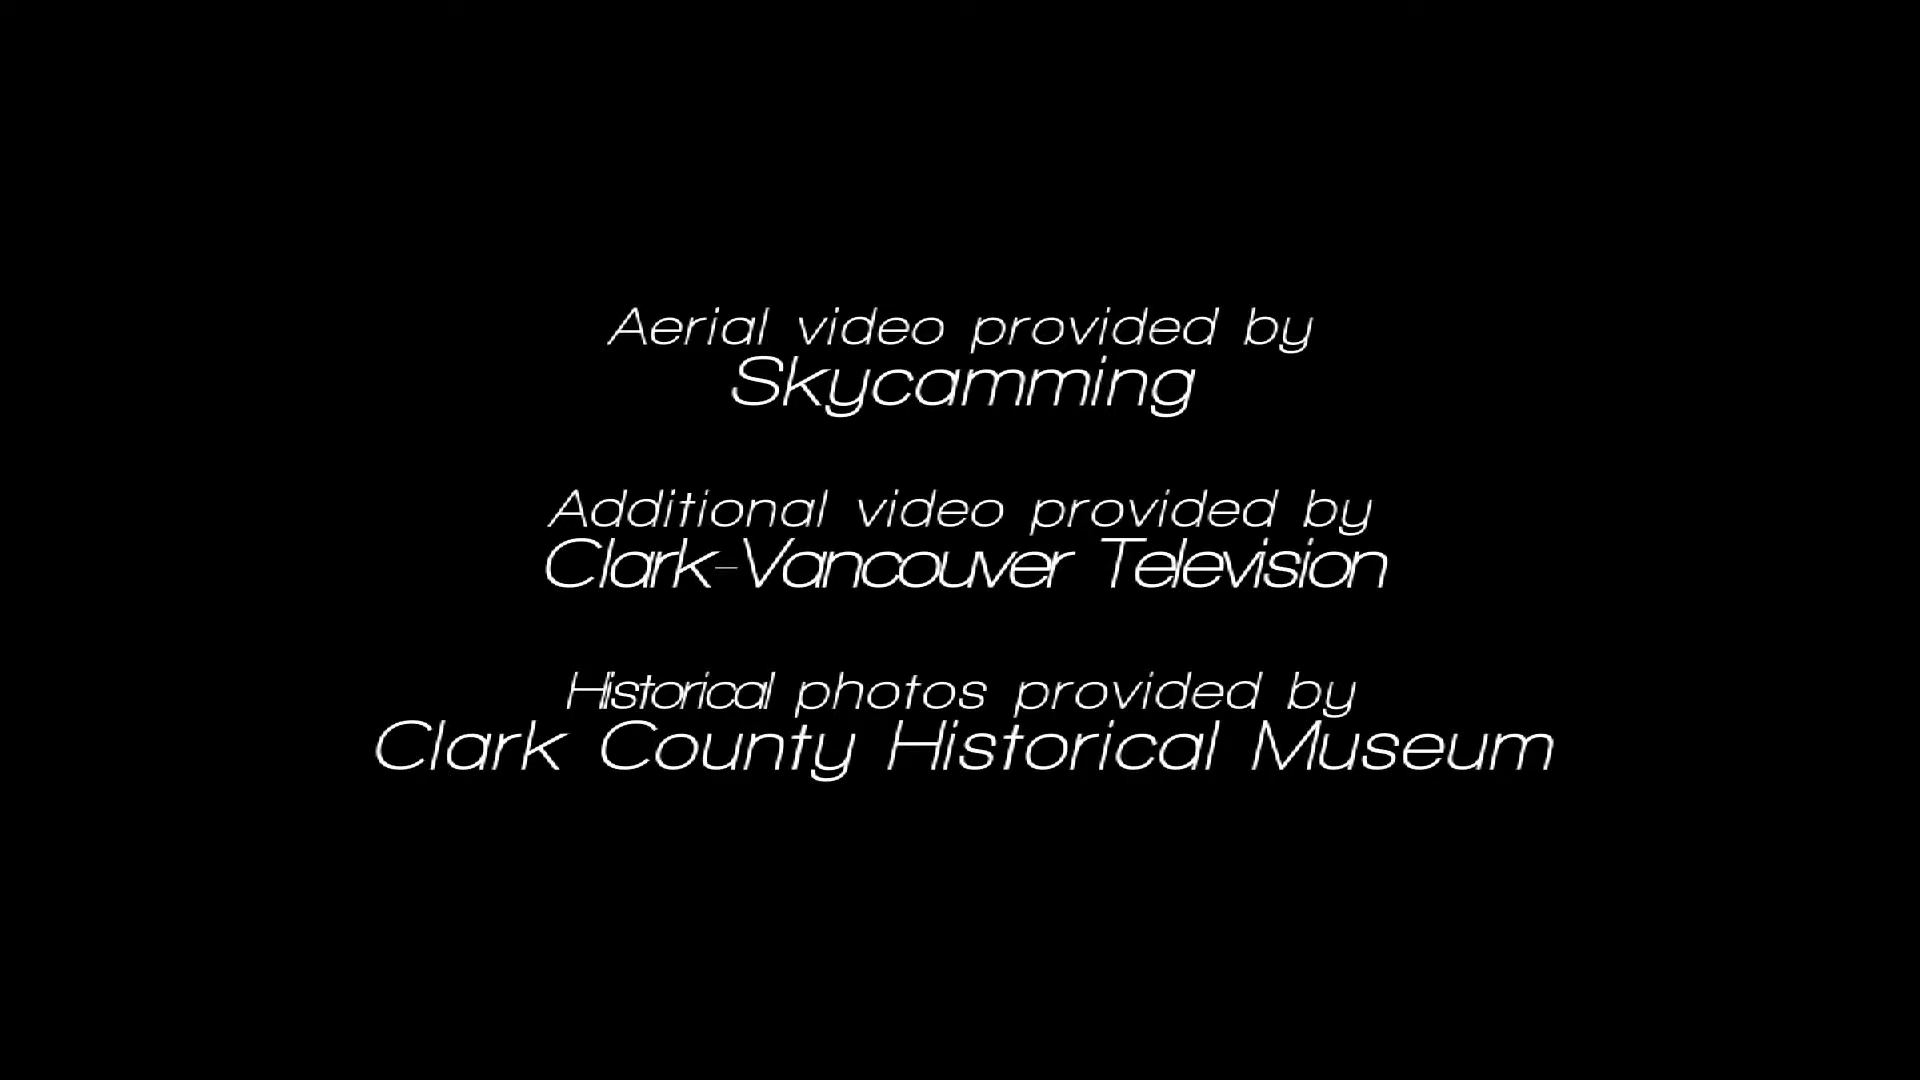 Aerial video provided by
Skycamming
Additional video provided by
Clark-Vancouver Television
Historical photos provided by
Clark County Historical Museum